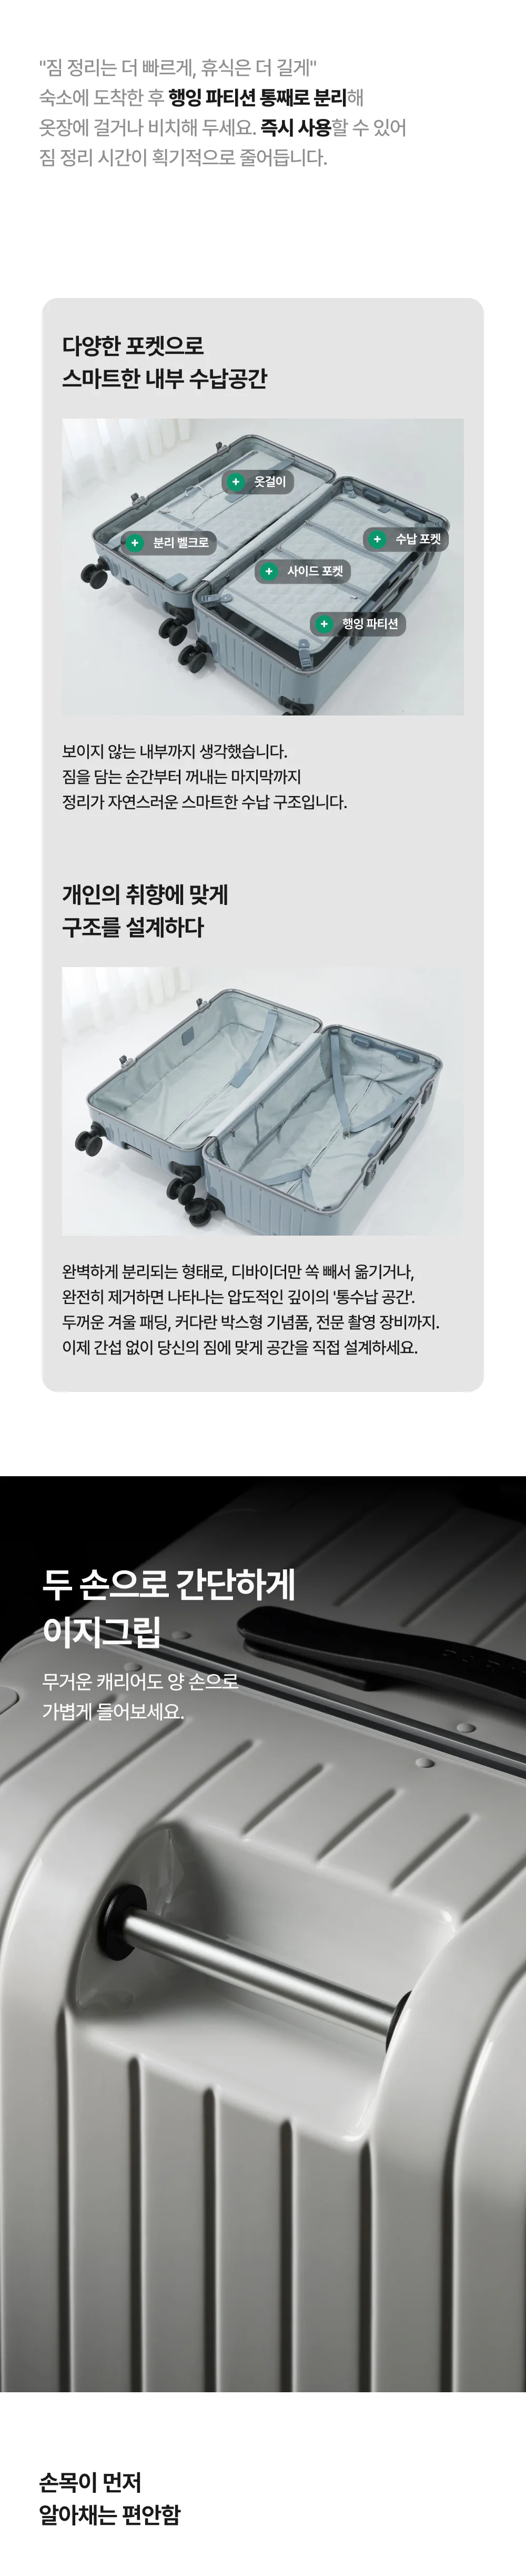 "짐 정리는 더 빠르게, 휴식은 더 길게"
숙소에 도착한 후 행잉 파티션 통째로 분리해
옷장에 걸거나 비치해 두세요. 즉시 사용할 수 있어
짐 정리 시간이 획기적으로 줄어듭니다.
다양한 포켓으로
스마트한 내부 수납공간
옷걸이
분리 벨크로
수납 포켓
사이드 포켓
행잉 파티션
보이지 않는 내부까지 생각했습니다.
짐을 담는 순간부터 꺼내는 마지막까지
정리가 자연스러운 스마트한 수납 구조입니다.
개인의 취향에 맞게
구조를 설계하다
완벽하게 분리되는 형태로, 디바이더만 쏙 빼서 옮기거나,
완전히 제거하면 나타나는 압도적인 깊이의 '통수납 공간'.
두꺼운 겨울 패딩, 커다란 박스형 기념품, 전문 촬영 장비까지.
이제 간섭 없이 당신의 짐에 맞게 공간을 직접 설계하세요.
두 손으로 간단하게
이지그립
무거운 캐리어도 양 손으로
가볍게 들어보세요.
손목이 먼저
알아채는 편안함